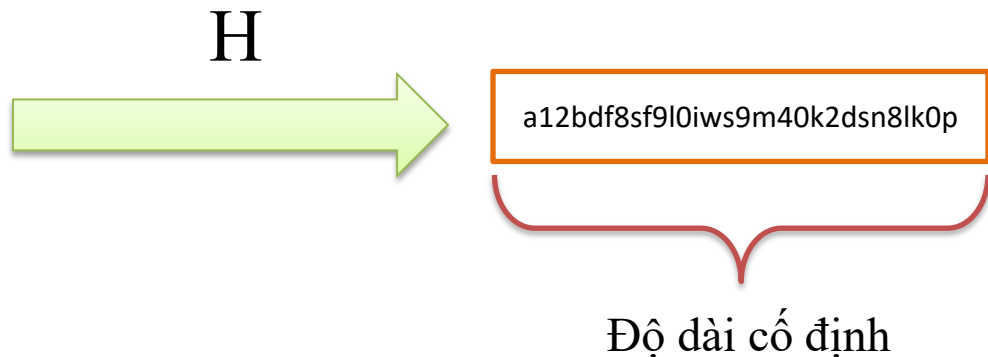 H
a12bdf8sf9l0iws9m40k2dsn8lk0p
Độ dài cố định